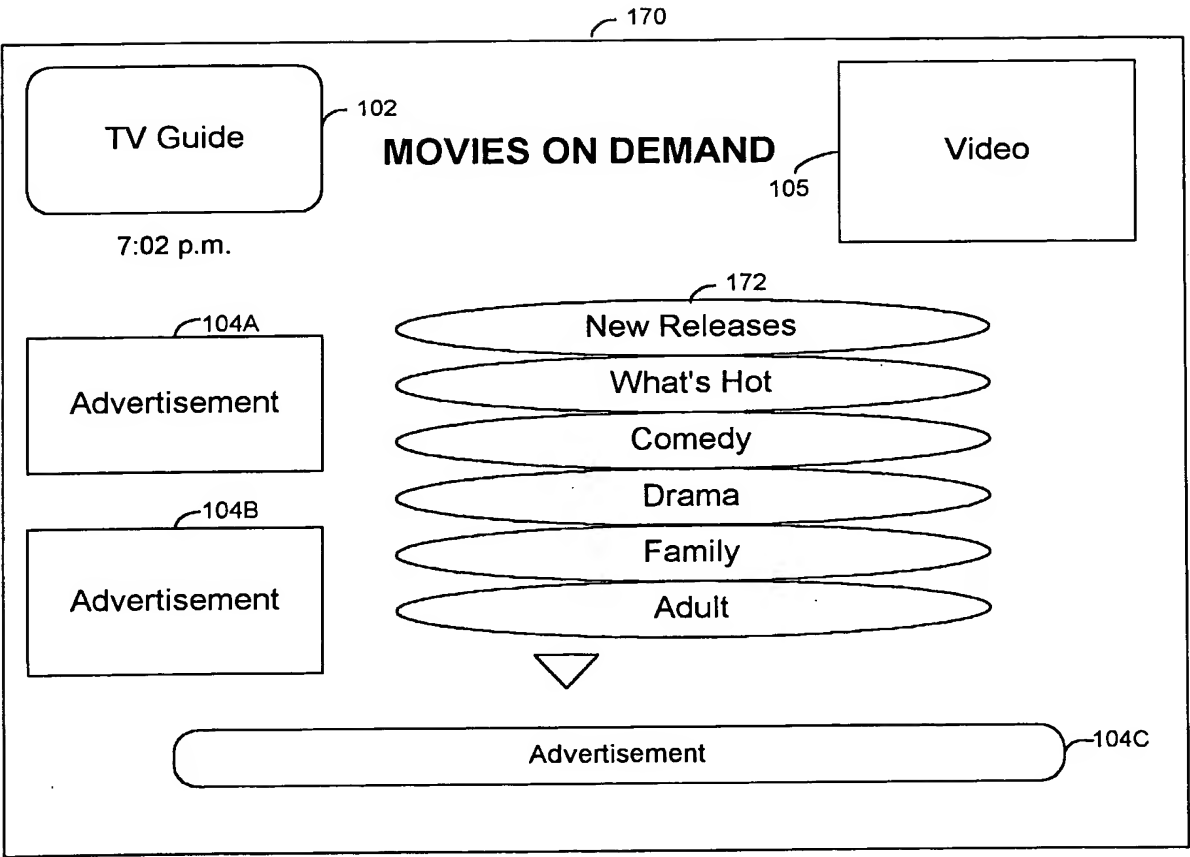 170
TV Guide
102
MOVIES ON DEMAND
105
Video
7:02 p.m.
172
104A
Advertisement
New Releases
What's Hot
Comedy
Drama
Family
Adult
104B
Advertisement
Advertisement
104C